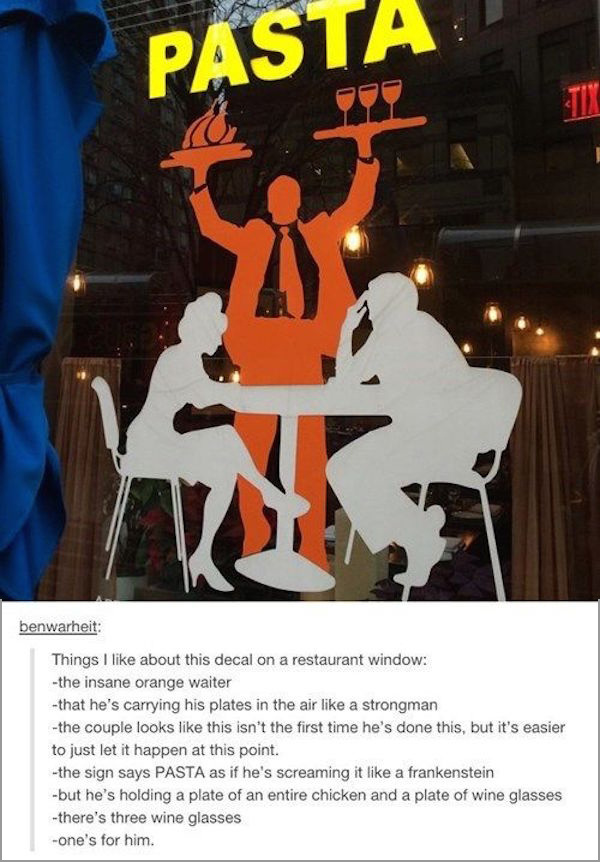 PASTA
TIX
benwarheit:
Things I like about this decal on a restaurant window:
-the insane orange waiter
-that he's carrying his plates in the air like a strongman
-the couple looks like this isn't the first time he's done this, but it's easier
to just let it happen at this point.
-the sign says PASTA as if he's screaming it like a frankenstein
-but he's holding a plate of an entire chicken and a plate of wine glasses
-there's three wine glasses
-one's for him.